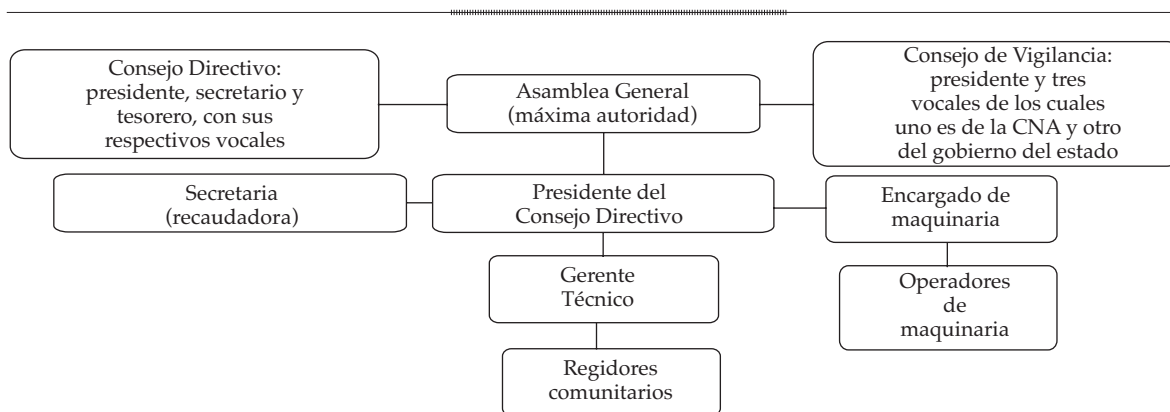 Consejo Directivo:
presidente, secretario y
tesorero, con sus
respectivos vocales
Asamblea General
(máxima autoridad)
Consejo de Vigilancia:
presidente y tres
vocales de los cuales
uno es de la CNA y otro
del gobierno del estado
Secretaria
(recaudadora)
Presidente del
Consejo Directivo
Encargado de
maquinaria
Gerente
Técnico
Operadores
de
maquinaria
Regidores
comunitarios